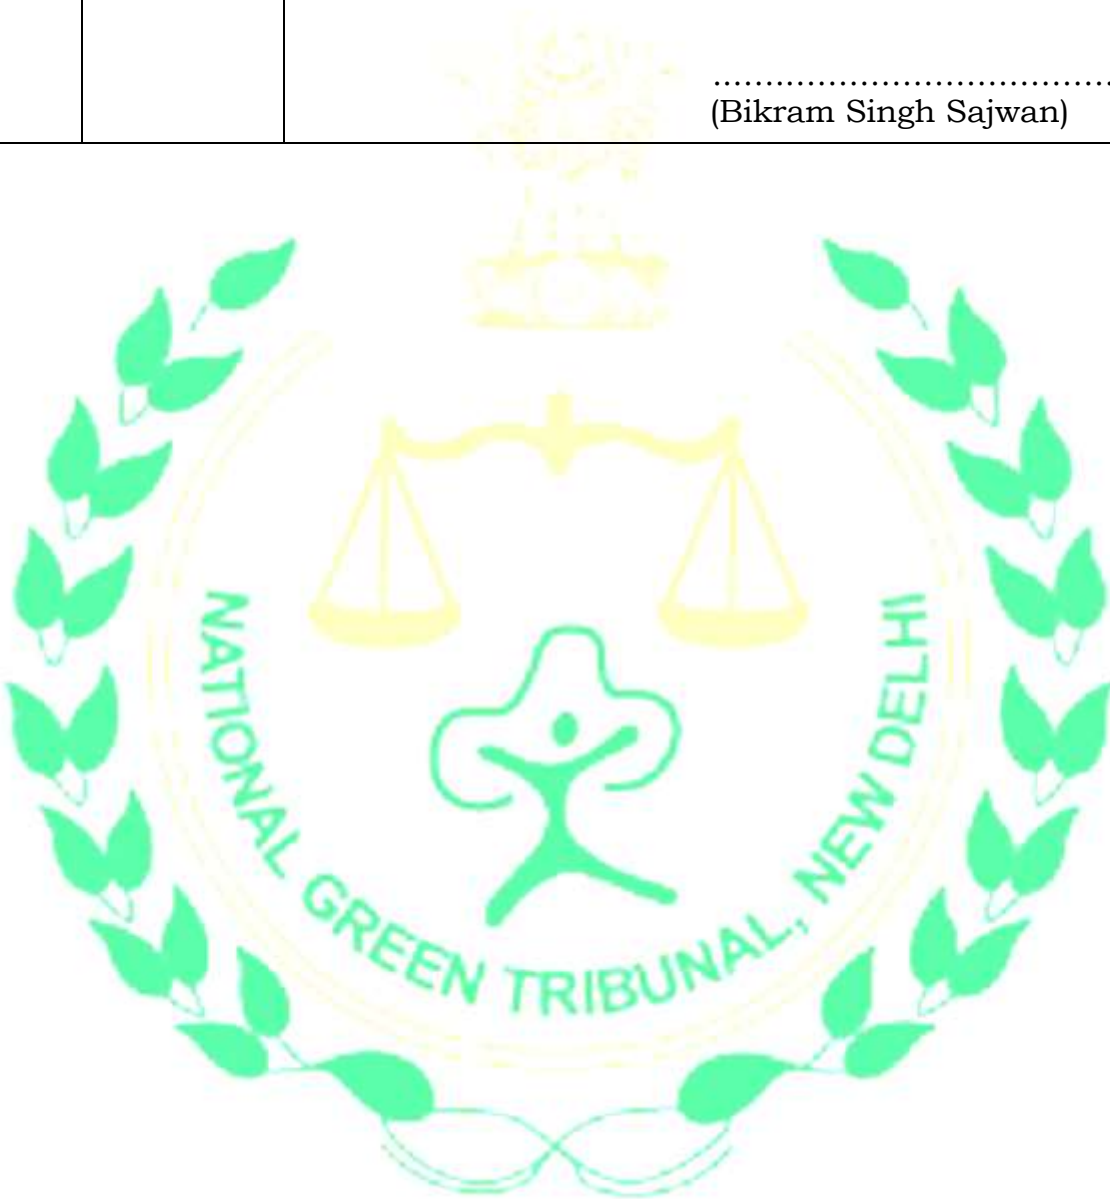 .......................................
(Bikram Singh Sajwan)
NATIONAL GREEN TRIBUNAL, NEW DELHI